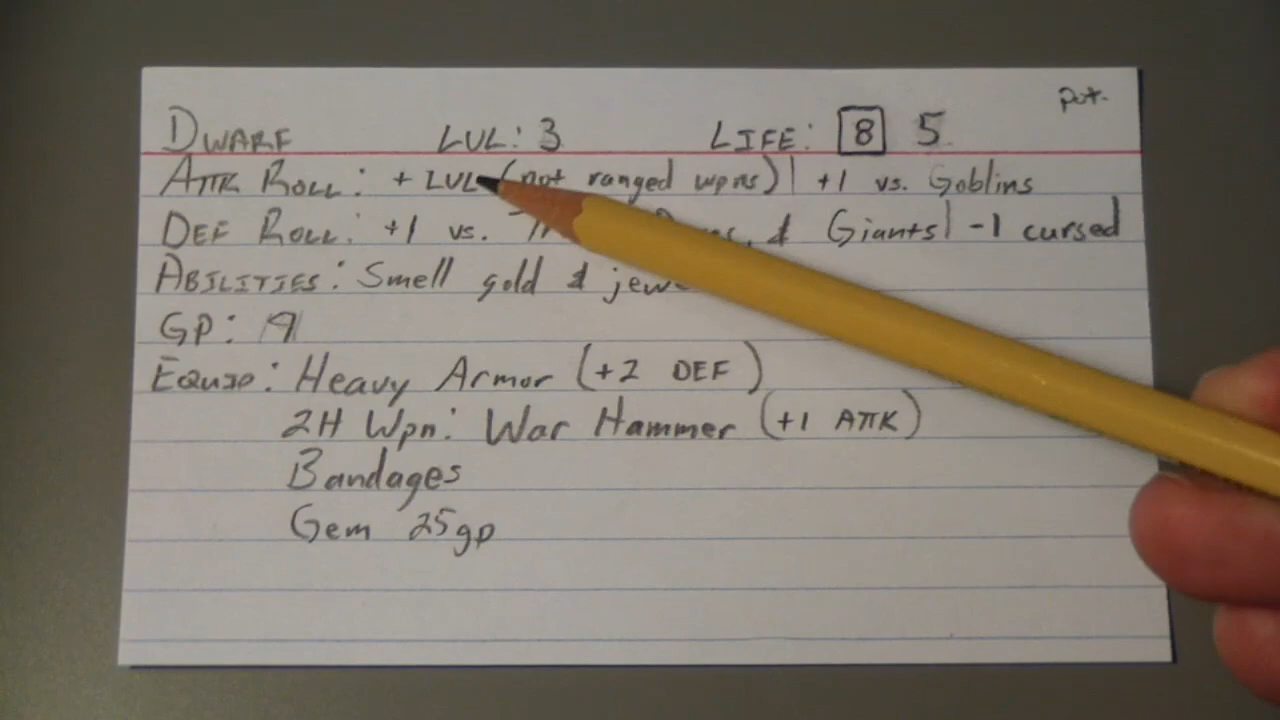 pot.
DWARF LVL: 3 LIFE: 8 5
ATTK ROLL: + LVL (not ranged wpns) | +1 vs. Goblins
DEF ROLL: +1 vs. & Giants | -1 cursed
ABILITIES: Smell gold &
GP:
EQUIP: Heavy Armor (+2 DEF)
2H Wpn: War Hammer (+1 ATTK)
Bandages
Gem 25gp